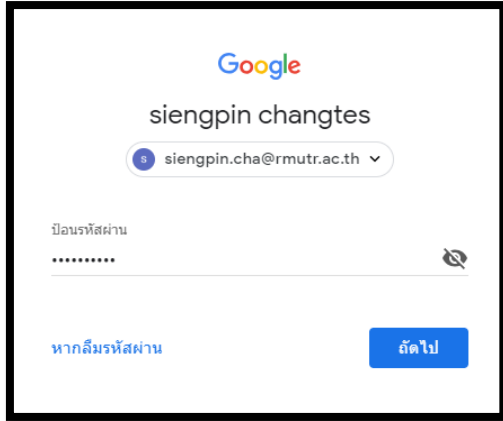 Google
siengpin changtes
s siengpin.cha@rmutr.ac.th
ป้อนรหัสผ่าน
••••••••••
หากลืมรหัสผ่าน
ถัดไป